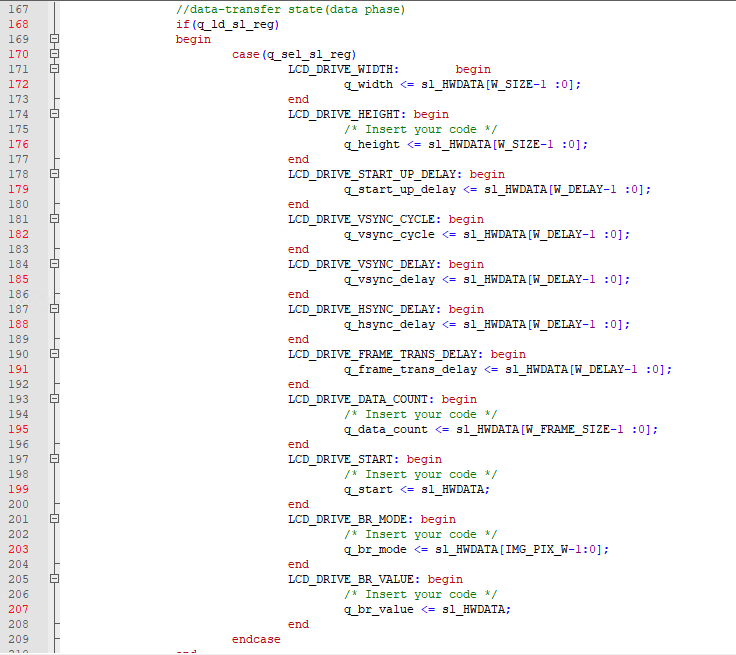 167 //data-transfer state(data phase)
168 if(q_ld_sl_reg)
169 begin
170 case(q_sel_sl_reg)
171 LCD_DRIVE_WIDTH: begin
172 q_width <= sl_HWDATA[W_SIZE-1 :0];
173 end
174 LCD_DRIVE_HEIGHT: begin
175 /* Insert your code */
176 q_height <= sl_HWDATA[W_SIZE-1 :0];
177 end
178 LCD_DRIVE_START_UP_DELAY: begin
179 q_start_up_delay <= sl_HWDATA[W_DELAY-1 :0];
180 end
181 LCD_DRIVE_VSYNC_CYCLE: begin
182 q_vsync_cycle <= sl_HWDATA[W_DELAY-1 :0];
183 end
184 LCD_DRIVE_VSYNC_DELAY: begin
185 q_vsync_delay <= sl_HWDATA[W_DELAY-1 :0];
186 end
187 LCD_DRIVE_HSYNC_DELAY: begin
188 q_hsync_delay <= sl_HWDATA[W_DELAY-1 :0];
189 end
190 LCD_DRIVE_FRAME_TRANS_DELAY: begin
191 q_frame_trans_delay <= sl_HWDATA[W_DELAY-1 :0];
192 end
193 LCD_DRIVE_DATA_COUNT: begin
194 /* Insert your code */
195 q_data_count <= sl_HWDATA[W_FRAME_SIZE-1 :0];
196 end
197 LCD_DRIVE_START: begin
198 /* Insert your code */
199 q_start <= sl_HWDATA;
200 end
201 LCD_DRIVE_BR_MODE: begin
202 /* Insert your code */
203 q_br_mode <= sl_HWDATA[IMG_PIX_W-1:0];
204 end
205 LCD_DRIVE_BR_VALUE: begin
206 /* Insert your code */
207 q_br_value <= sl_HWDATA;
208 end
209 endcase